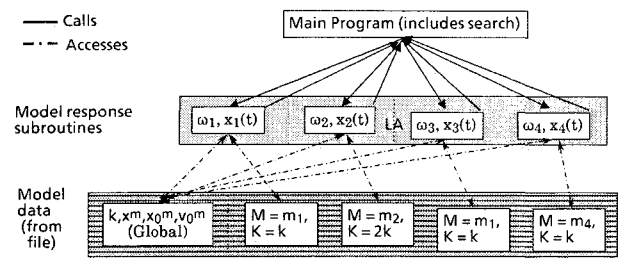 Calls
Main Program (includes search)
Accesses
Model response
subroutines
ω₁, x₁(t)
ω₂, x₂(t)
LA
ω₃, x₃(t)
ω₄, x₄(t)
Model
data
(from
file)
k,xᵐ,x₀ᵐ,v₀ᵐ
(Global)
M = m₁,
K = k
M = m₂,
K = 2k
M = m₁,
K = k
M = m₄,
K = k